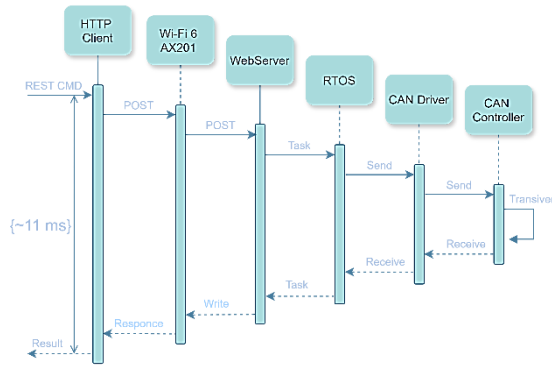 HTTP
Client
Wi-Fi 6
AX201
WebServer
RTOS
CAN Driver
CAN
Controller
REST CMD
POST
POST
Task
Send
Send
{~11 ms}
Receive
Receive
Task
Write
Responce
Result